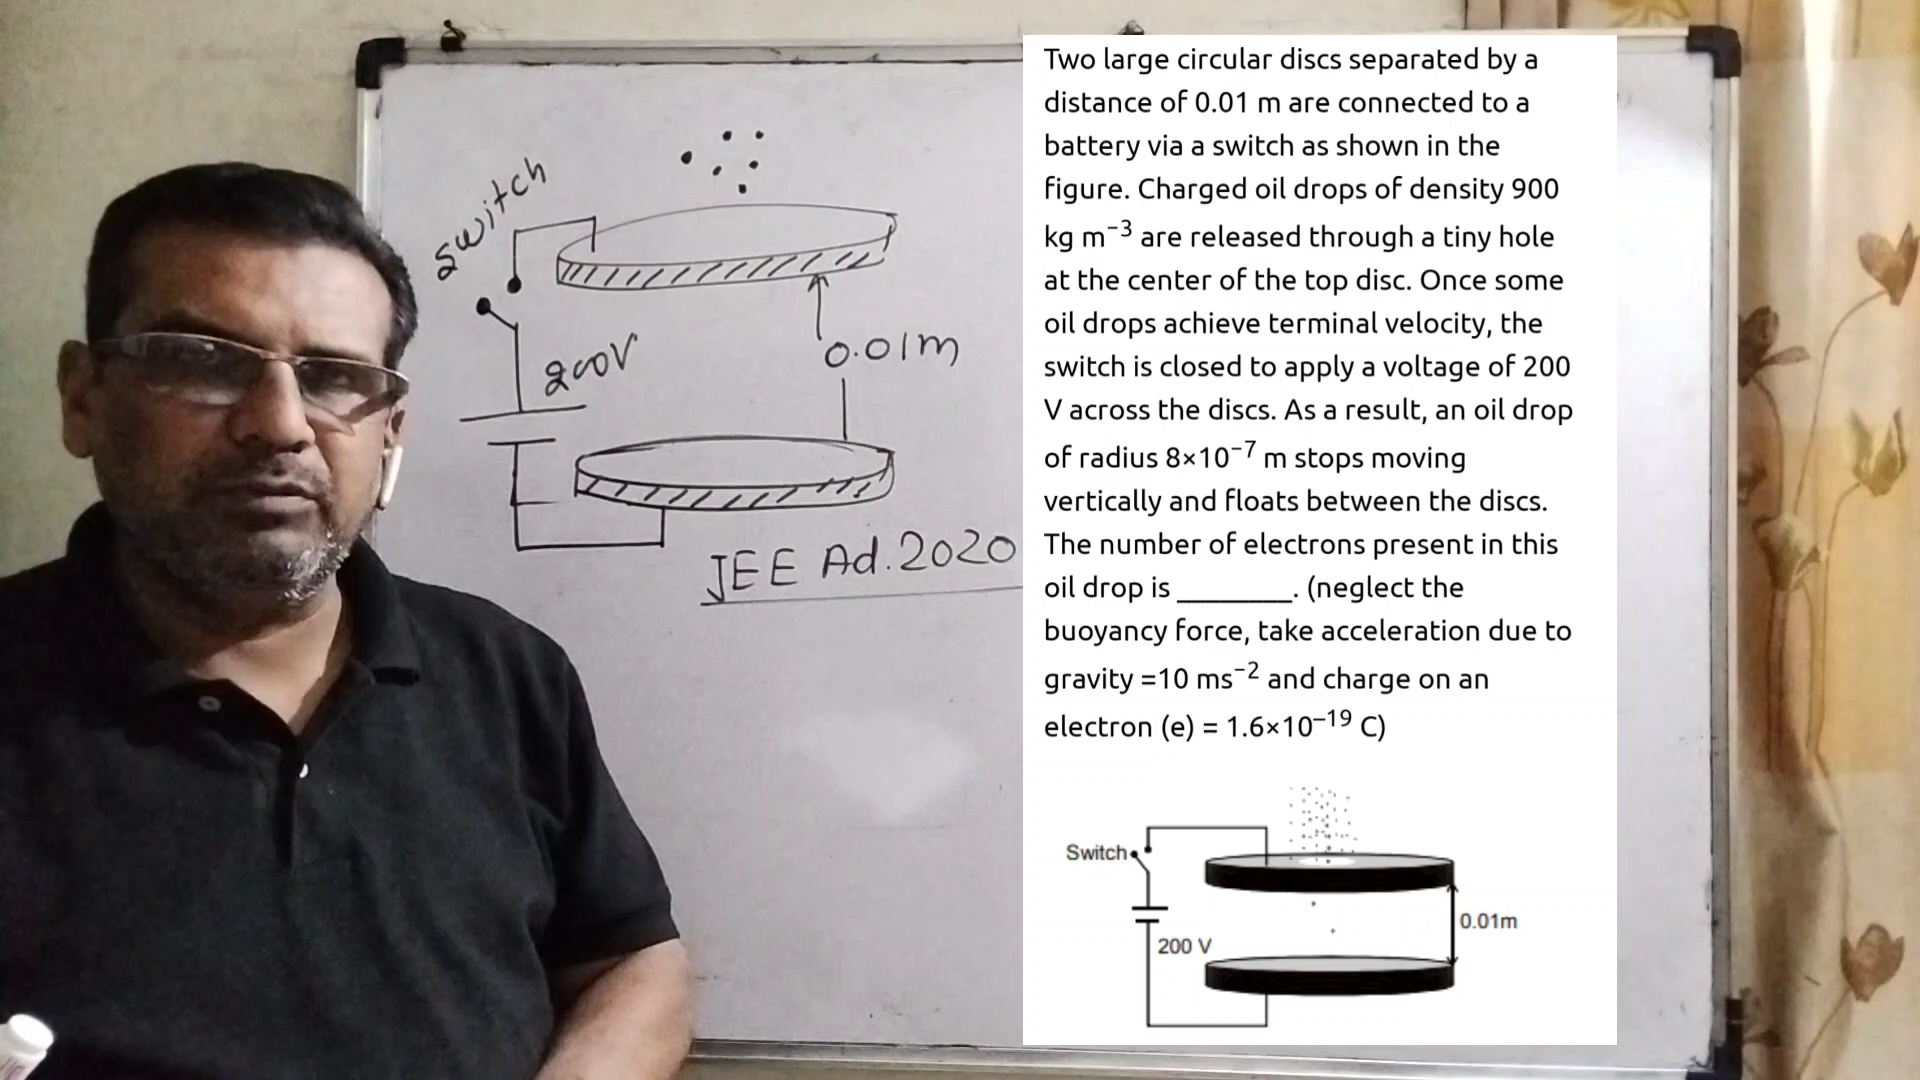 switch
200V
0.01m
JEE Ad. 2020
Two large circular discs separated by a
distance of 0.01 m are connected to a
battery via a switch as shown in the
figure. Charged oil drops of density 900
kg m⁻³ are released through a tiny hole
at the center of the top disc. Once some
oil drops achieve terminal velocity, the
switch is closed to apply a voltage of 200
V across the discs. As a result, an oil drop
of radius 8×10⁻⁷ m stops moving
vertically and floats between the discs.
The number of electrons present in this
oil drop is ________. (neglect the
buoyancy force, take acceleration due to
gravity =10 ms⁻² and charge on an
electron (e) = 1.6×10⁻¹⁹ C)
Switch
0.01m
200 V